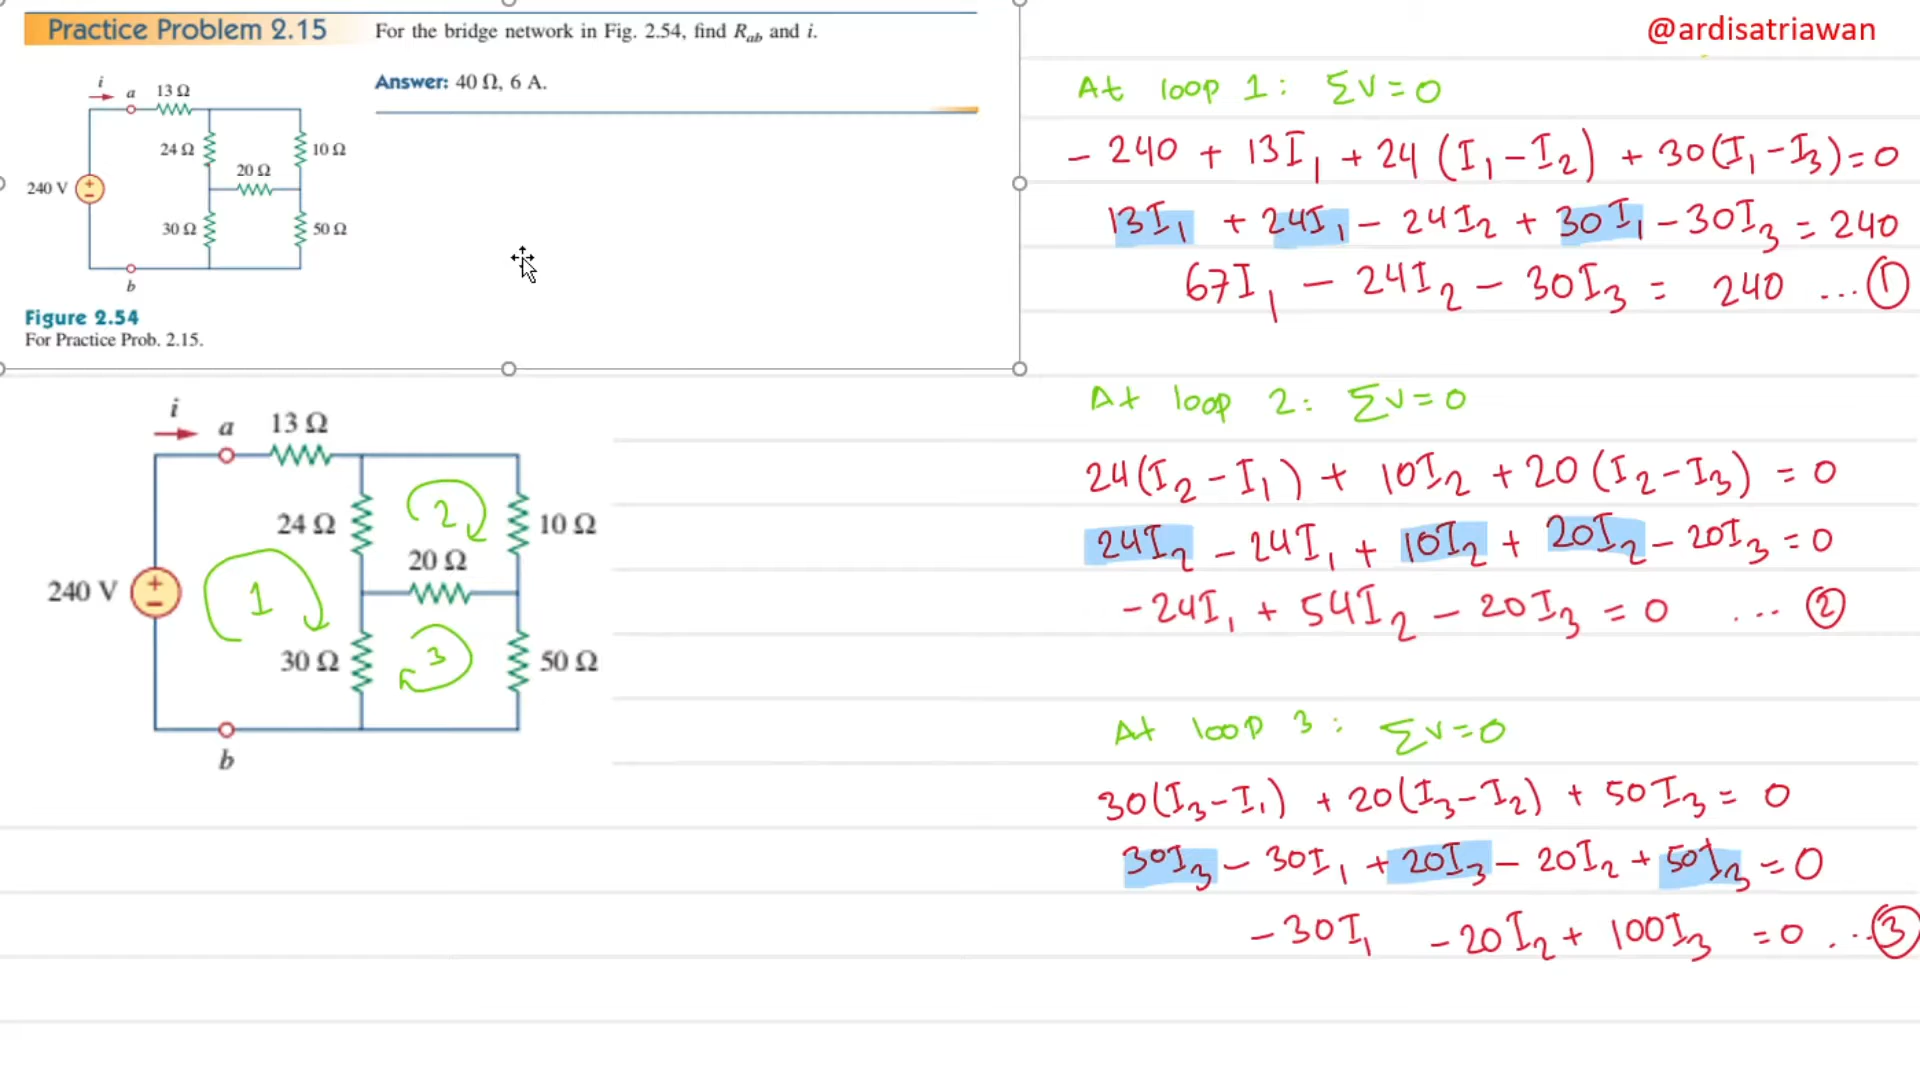 @ardisatriawan
Practice Problem 2.15
For the bridge network in Fig. 2.54, find Rab and i.
Answer: 40 Ω, 6 A.
i
a
13 Ω
24 Ω
10 Ω
20 Ω
240 V
+
−
30 Ω
50 Ω
b
Figure 2.54
For Practice Prob. 2.15.
i
a
13 Ω
24 Ω
2
10 Ω
20 Ω
240 V
+
−
1
30 Ω
3
50 Ω
b
At loop 1: ΣV=0
- 240 + 13I₁ + 24 (I₁-I₂) + 30(I₁-I₃)=0
13I₁ + 24I₁ - 24I₂ + 30I₁ - 30I₃ = 240
67I₁ - 24I₂ - 30I₃ = 240 ... ①
At loop 2: ΣV=0
24(I₂-I₁) + 10I₂ + 20(I₂-I₃) = 0
24I₂ - 24I₁ + 10I₂ + 20I₂ - 20I₃ = 0
-24I₁ + 54I₂ - 20I₃ = 0 ... ②
At loop 3: ΣV=0
30(I₃-I₁) + 20(I₃-I₂) + 50I₃ = 0
30I₃ - 30I₁ + 20I₃ - 20I₂ + 50I₃ = 0
-30I₁ -20I₂ + 100I₃ = 0 ... ③